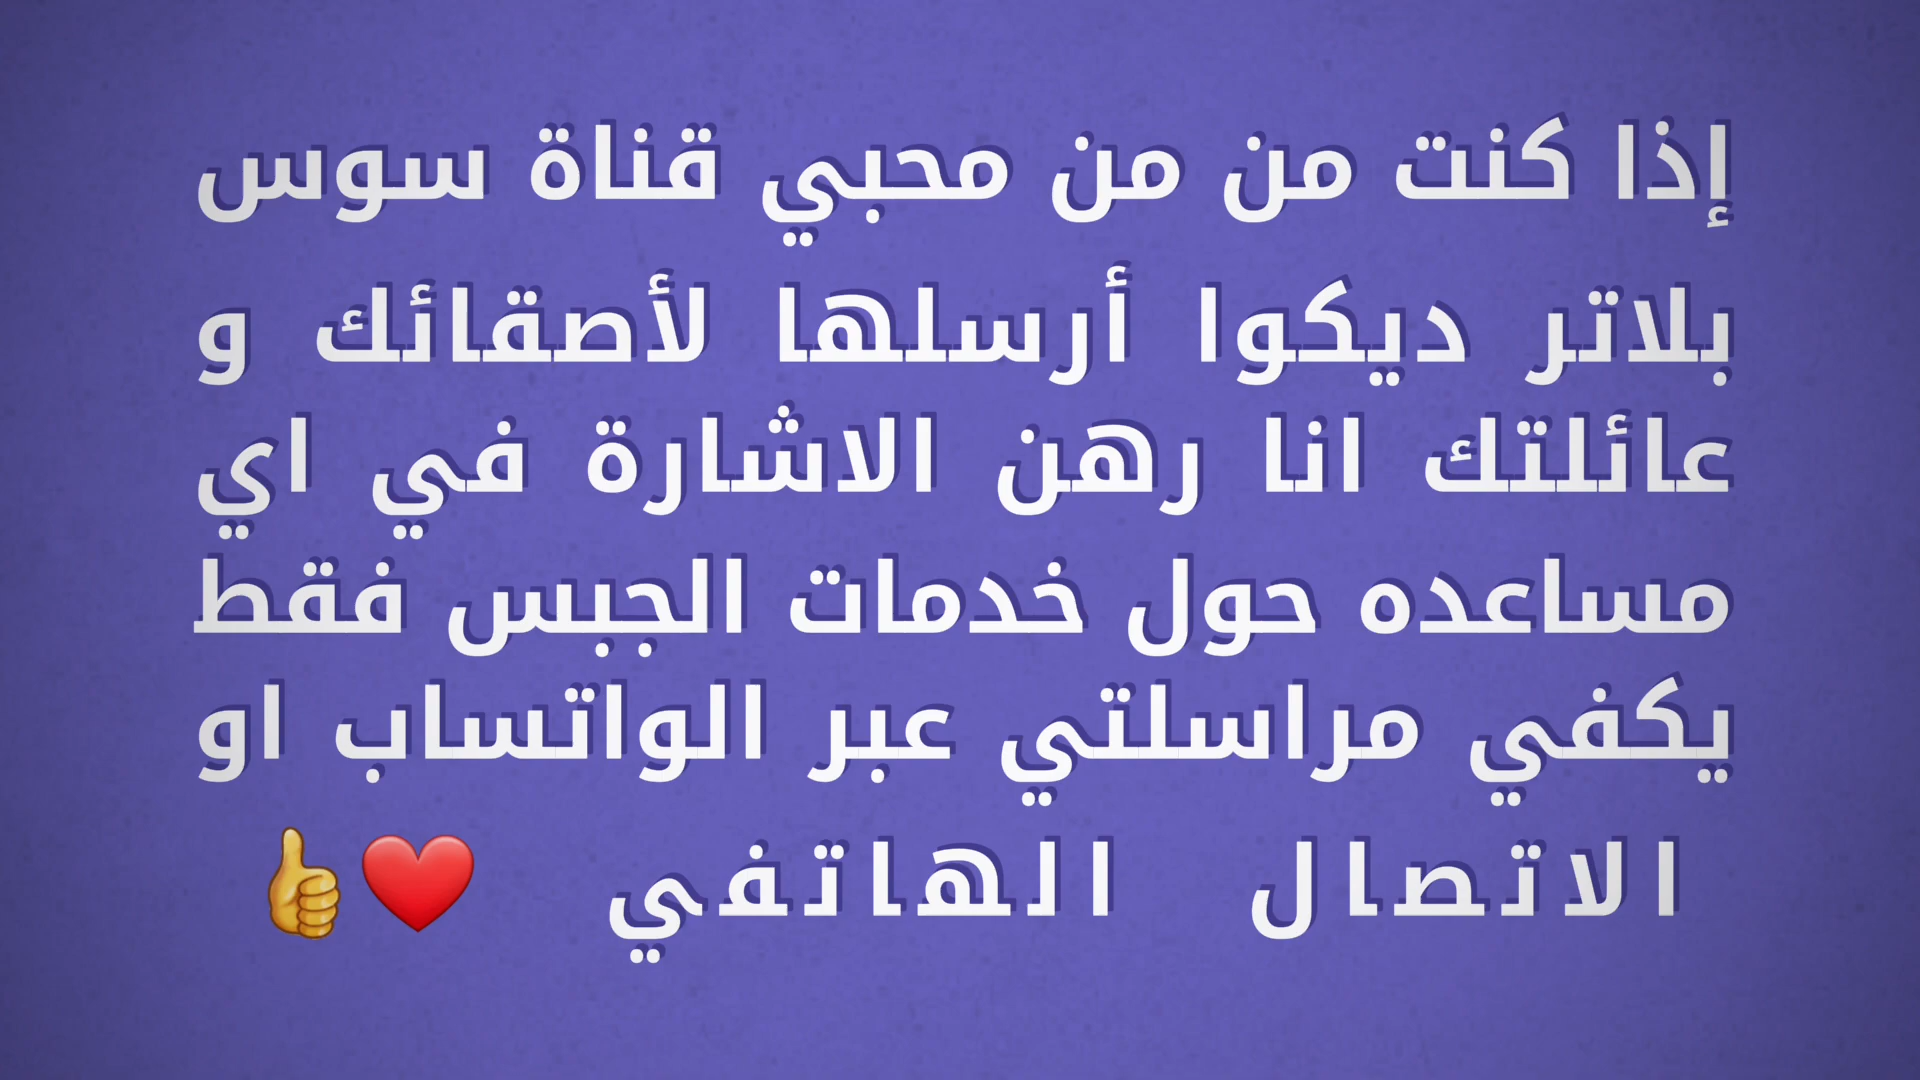 إذا كنت من من محبي قناة سوس
بلاتر ديكوا أرسلها لأصقائك و
عائلتك انا رهن الاشارة في اي
مساعده حول خدمات الجبس فقط
يكفي مراسلتي عبر الواتساب او
الاتصال الهاتفي ❤️👍